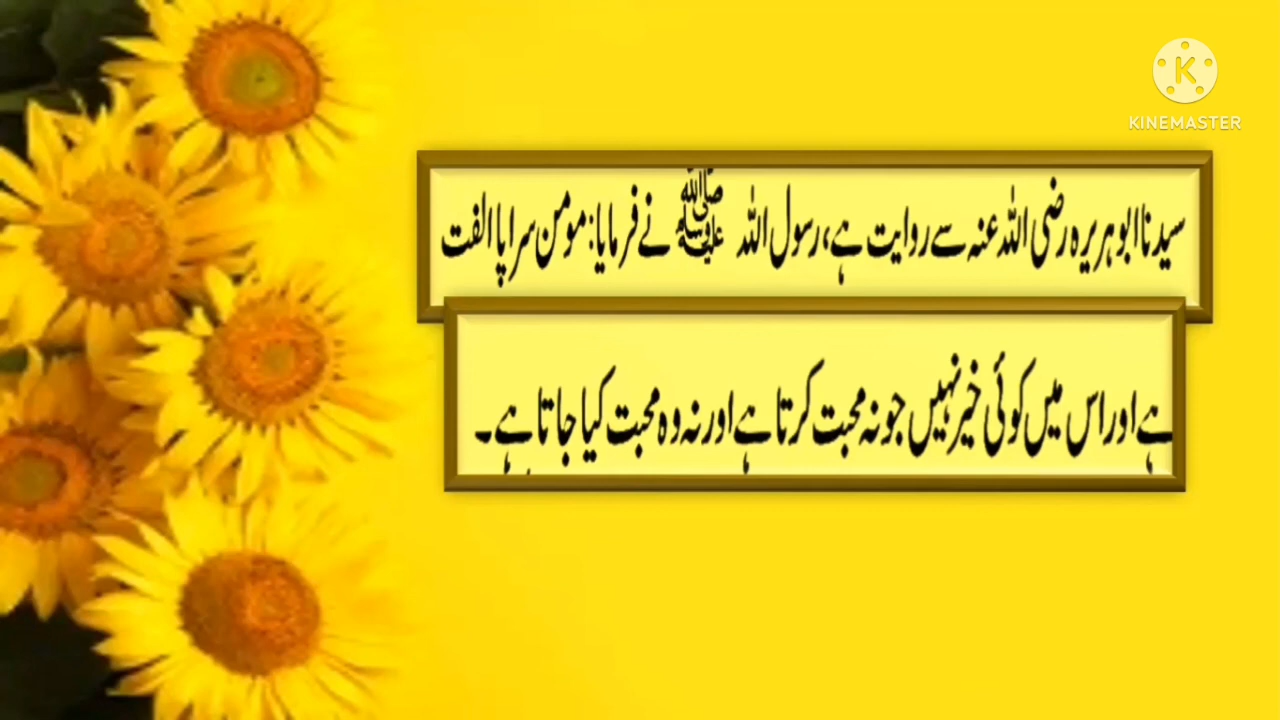 KINEMASTER
سیدنا ابو ہریرہ رضی اللہ عنہ سے روایت ہے، رسول اللہ ﷺ نے فرمایا: مومن سراپا الفت
ہے اور اس میں کوئی خیر نہیں جو نہ محبت کرتا ہے اور نہ وہ محبت کیا جاتا ہے۔